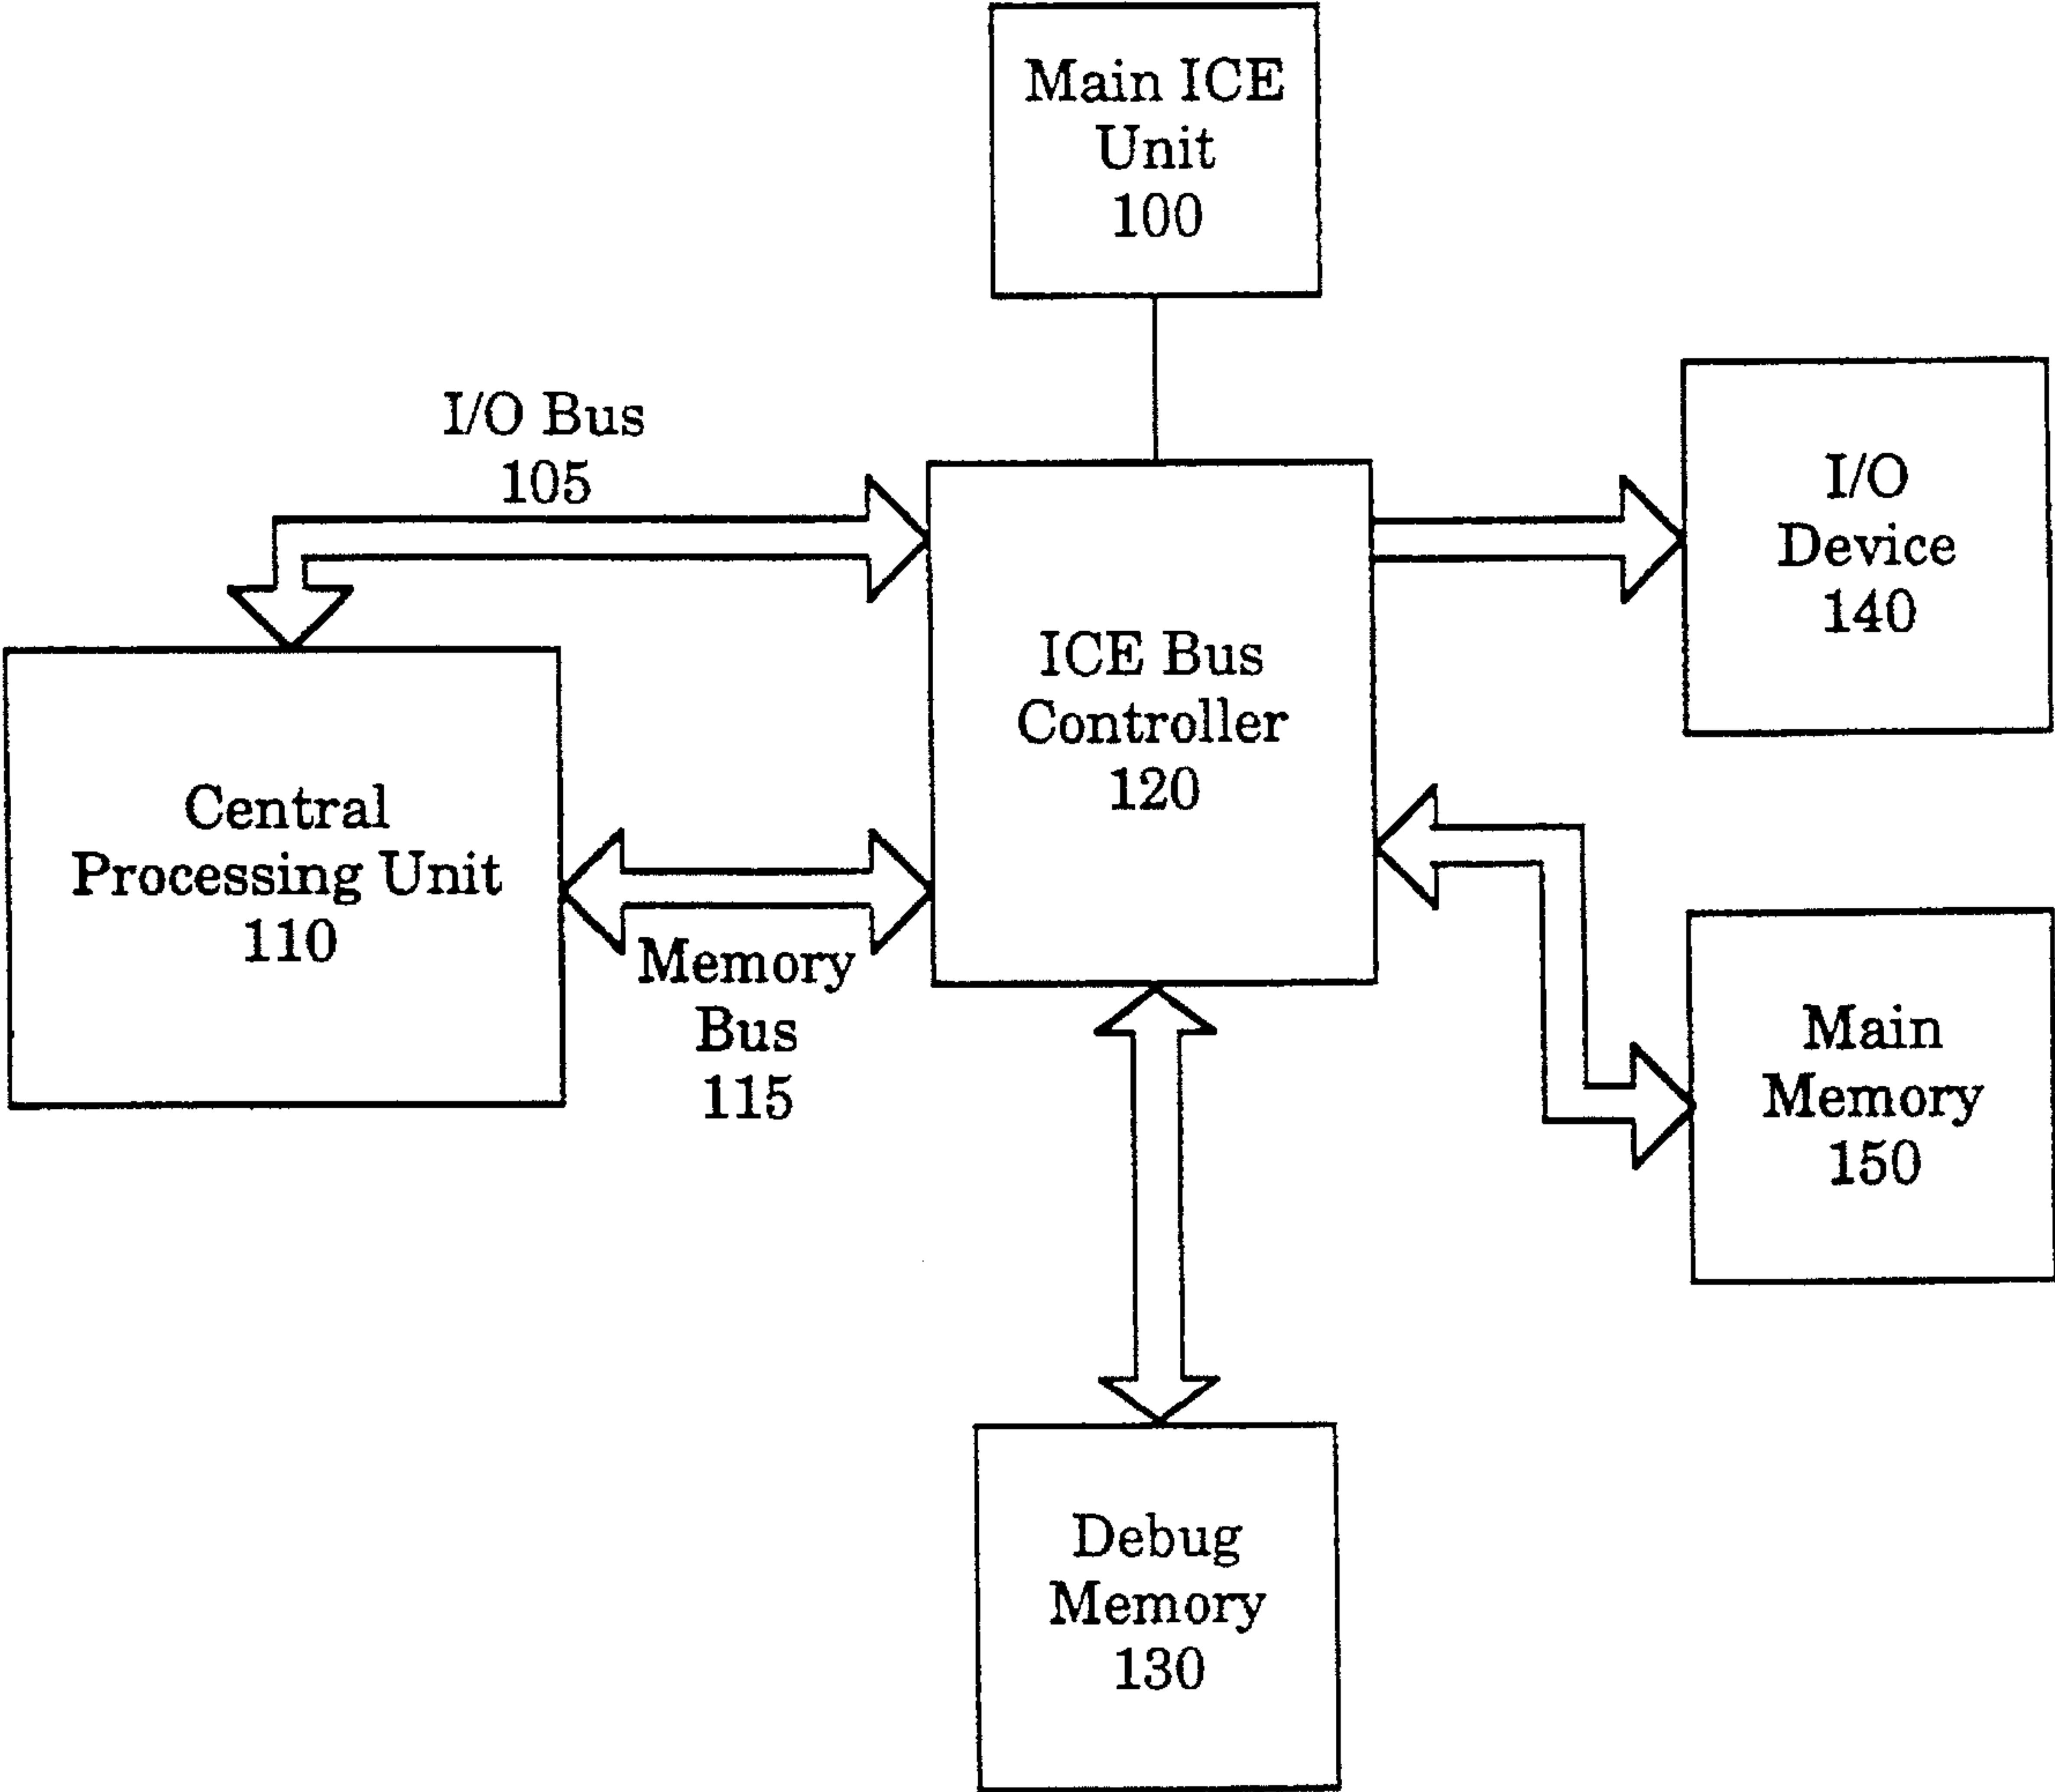 Main ICE
Unit
100
I/O Bus
105
I/O
Device
140
ICE Bus
Controller
120
Central
Processing Unit
110
Memory
Bus
115
Main
Memory
150
Debug
Memory
130